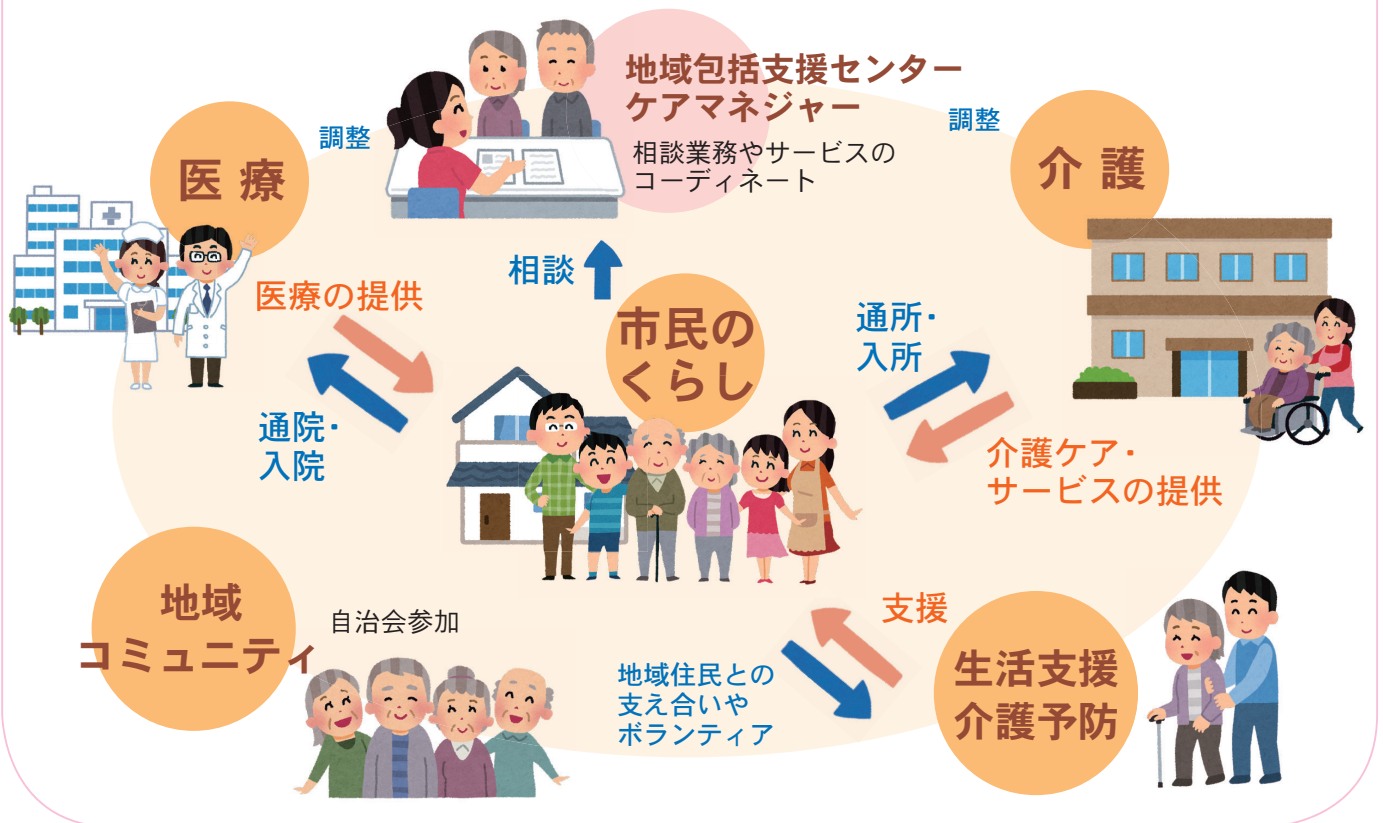 地域包括支援センター
ケアマネジャー
相談業務やサービスの
コーディネート
調整
調整
医療
介護
医療の提供
通院・
入院
相談
市民の
くらし
通所・
入所
介護ケア・
サービスの提供
地域
コミュニティ
自治会参加
地域住民との
支え合いや
ボランティア
支援
生活支援
介護予防